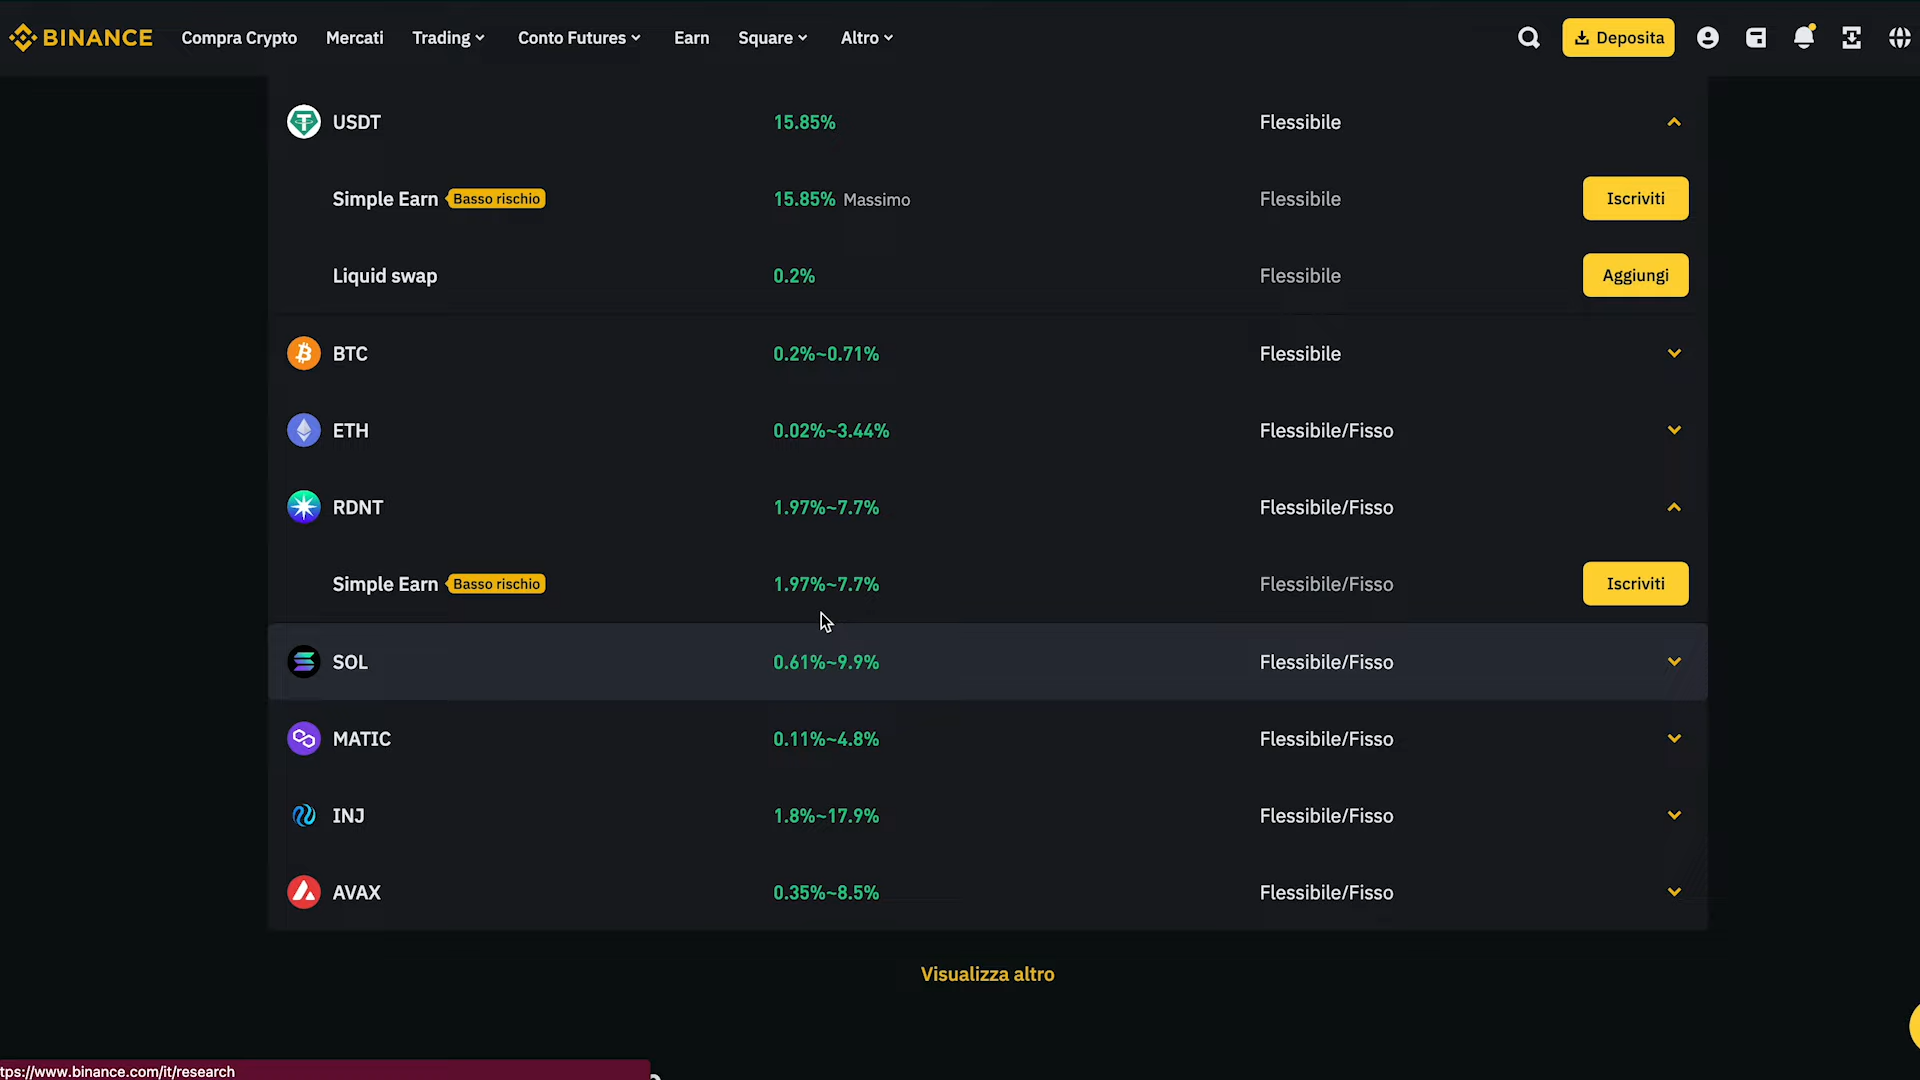 BINANCE Compra Crypto Mercati Trading Conto Futures Earn Square Altro Deposita
USDT 15.85% Flessibile
Simple Earn Basso rischio 15.85% Massimo Flessibile Iscriviti
Liquid swap 0.2% Flessibile Aggiungi
BTC 0.2%~0.71% Flessibile
ETH 0.02%~3.44% Flessibile/Fisso
RDNT 1.97%~7.7% Flessibile/Fisso
Simple Earn Basso rischio 1.97%~7.7% Flessibile/Fisso Iscriviti
SOL 0.61%~9.9% Flessibile/Fisso
MATIC 0.11%~4.8% Flessibile/Fisso
INJ 1.8%~17.9% Flessibile/Fisso
AVAX 0.35%~8.5% Flessibile/Fisso
Visualizza altro
tps://www.binance.com/it/research